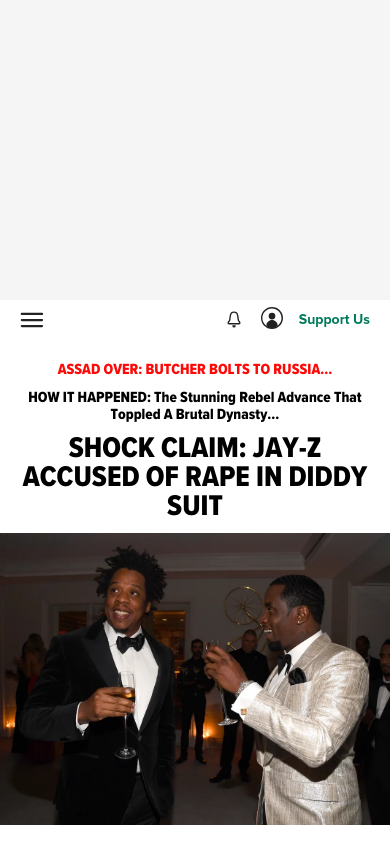 Support Us
ASSAD OVER: BUTCHER BOLTS TO RUSSIA...
HOW IT HAPPENED: The Stunning Rebel Advance That
Toppled A Brutal Dynasty...
SHOCK CLAIM: JAY-Z
ACCUSED OF RAPE IN DIDDY
SUIT